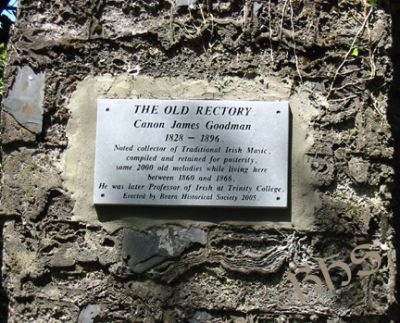 THE OLD RECTORY
Canon James Goodman
1828 - 1896
Noted collector of Traditional Irish Music,
compiled and retained for posterity,
some 2000 old melodies while living here
between 1860 and 1866.
He was later Professor of Irish at Trinity College.
Erected by Beara Historical Society 2005.
bhs